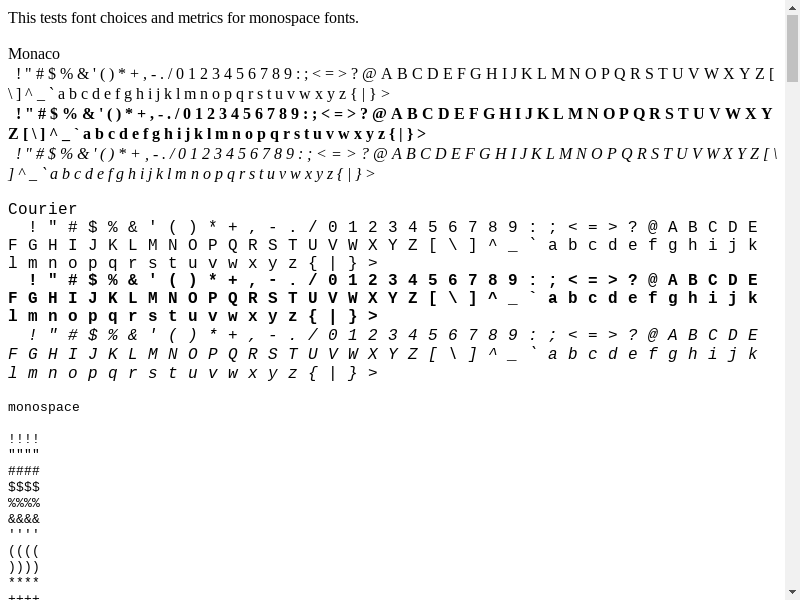 This tests font choices and metrics for monospace fonts.
Monaco
! " # $ % & ' ( ) * + , - . / 0 1 2 3 4 5 6 7 8 9 : ; < = > ? @ A B C D E F G H I J K L M N O P Q R S T U V W X Y Z [
\ ] ^ _ ` a b c d e f g h i j k l m n o p q r s t u v w x y z { | } >
! " # $ % & ' ( ) * + , - . / 0 1 2 3 4 5 6 7 8 9 : ; < = > ? @ A B C D E F G H I J K L M N O P Q R S T U V W X Y
Z [ \ ] ^ _ ` a b c d e f g h i j k l m n o p q r s t u v w x y z { | } >
! " # $ % & ' ( ) * + , - . / 0 1 2 3 4 5 6 7 8 9 : ; < = > ? @ A B C D E F G H I J K L M N O P Q R S T U V W X Y Z [ \
] ^ _ ` a b c d e f g h i j k l m n o p q r s t u v w x y z { | } >
Courier
! " # $ % & ' ( ) * + , - . / 0 1 2 3 4 5 6 7 8 9 : ; < = > ? @ A B C D E
F G H I J K L M N O P Q R S T U V W X Y Z [ \ ] ^ _ ` a b c d e f g h i j k
l m n o p q r s t u v w x y z { | } >
! " # $ % & ' ( ) * + , - . / 0 1 2 3 4 5 6 7 8 9 : ; < = > ? @ A B C D E
F G H I J K L M N O P Q R S T U V W X Y Z [ \ ] ^ _ ` a b c d e f g h i j k
l m n o p q r s t u v w x y z { | } >
! " # $ % & ' ( ) * + , - . / 0 1 2 3 4 5 6 7 8 9 : ; < = > ? @ A B C D E
F G H I J K L M N O P Q R S T U V W X Y Z [ \ ] ^ _ ` a b c d e f g h i j k
l m n o p q r s t u v w x y z { | } >
monospace
!!!!
""""
####
$$$$
%%%%
&&&&
''''
((((
))))
****
++++